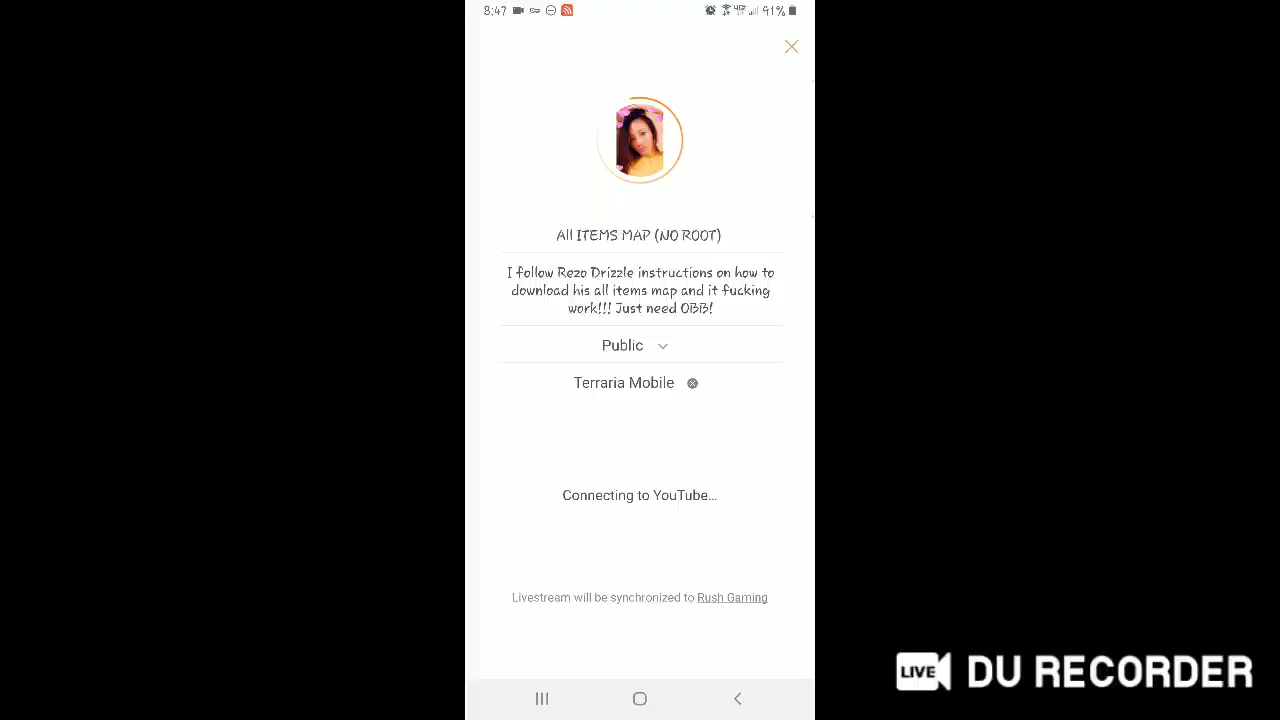 8:47
91%
All ITEMS MAP (NO ROOT)
I follow Rezo Drizzle instructions on how to
download his all items map and it fucking
work!!! Just need OBB!
Public
Terraria Mobile
Connecting to YouTube...
Livestream will be synchronized to Rush Gaming
LIVE DU RECORDER